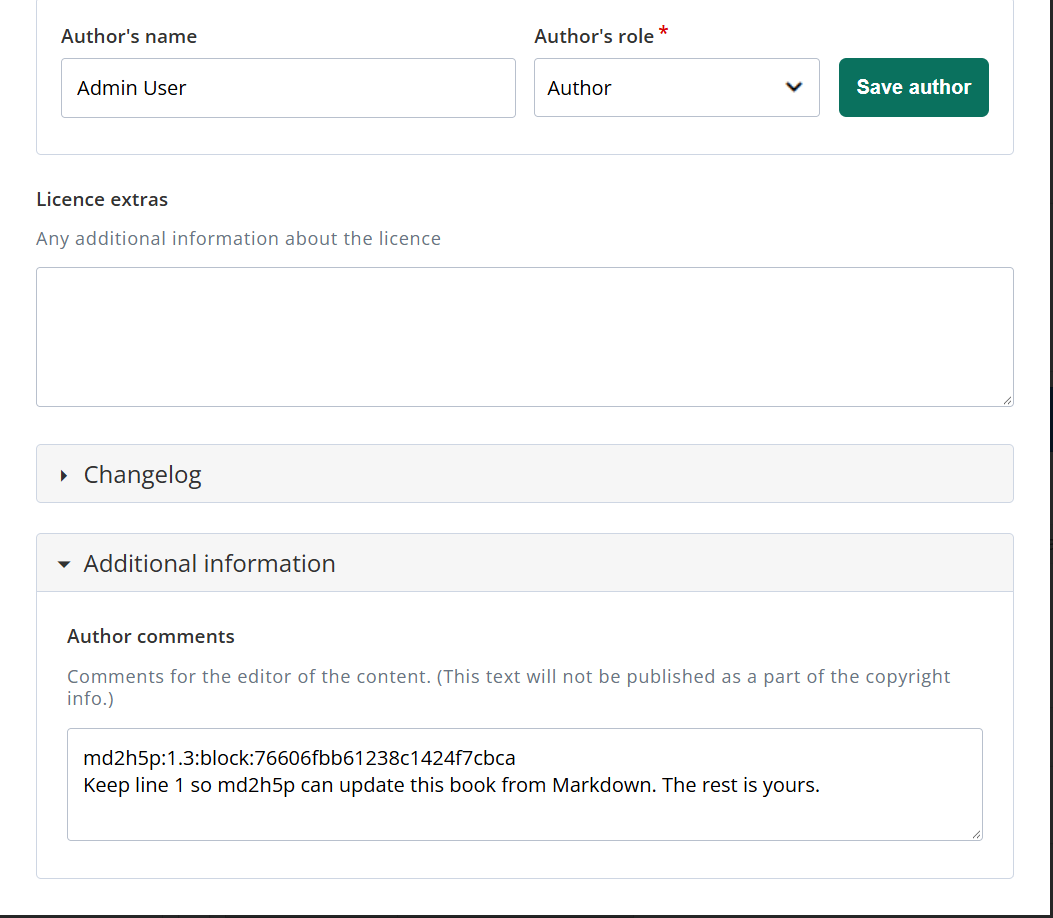 Author's name
Author's role *
Admin User
Author
Save author
Licence extras
Any additional information about the licence
Changelog
Additional information
Author comments
Comments for the editor of the content. (This text will not be published as a part of the copyright
info.)
md2h5p:1.3:block:76606fbb61238c1424f7cbca
Keep line 1 so md2h5p can update this book from Markdown. The rest is yours.